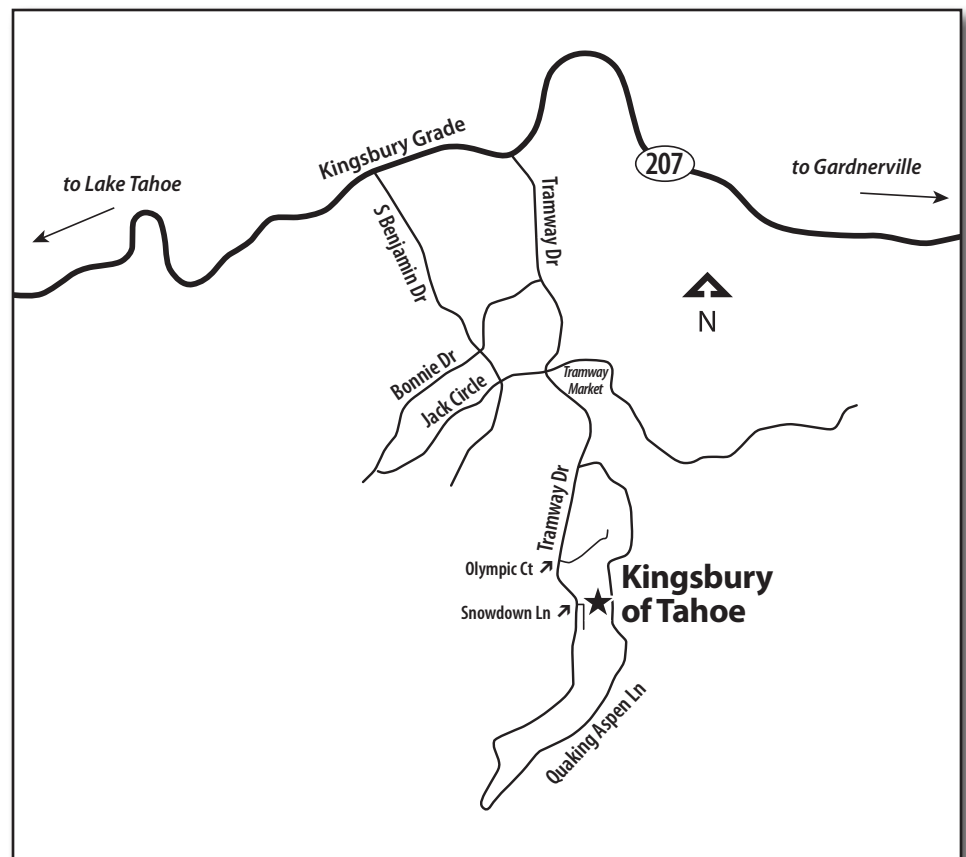 Kingsbury Grade
207
to Lake Tahoe
to Gardnerville
S Benjamin Dr
Tramway Dr
N
Bonnie Dr
Jack Circle
Tramway
Market
Tramway Dr
Olympic Ct
Kingsbury
of Tahoe
Snowdown Ln
Quaking Aspen Ln